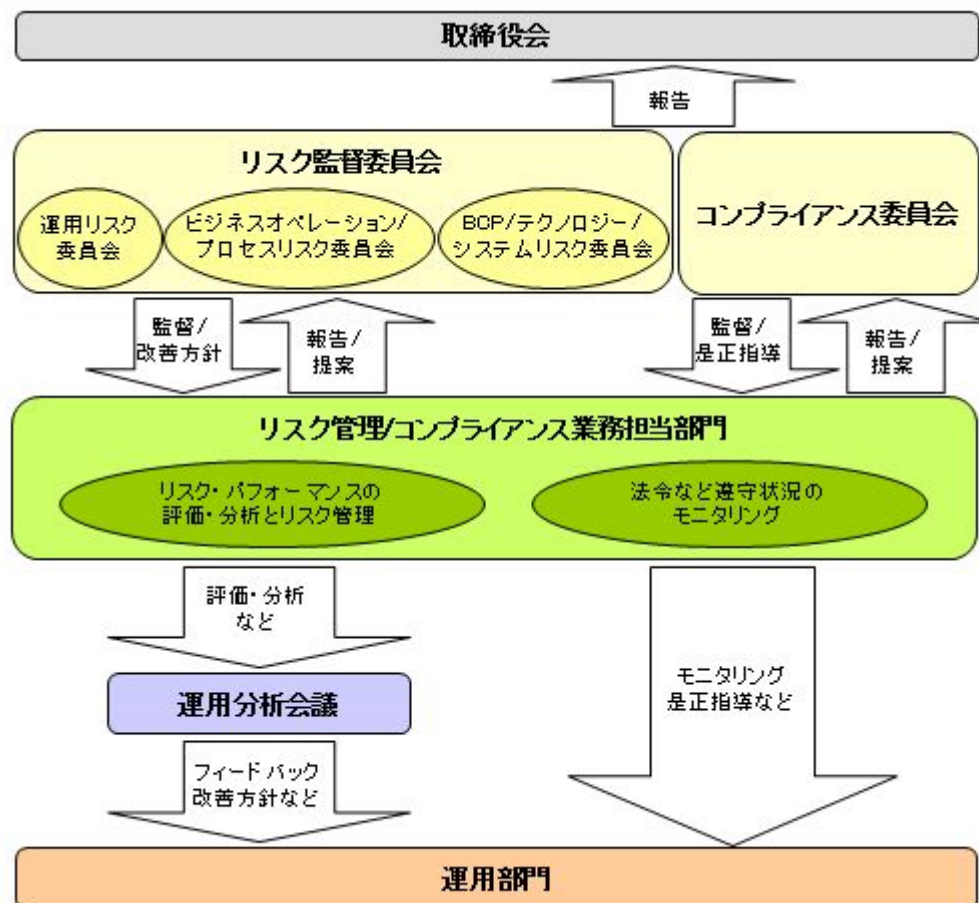 取締役会
報告
リスク監督委員会
運用リスク
委員会
ビジネスオペレーション/
プロセスリスク委員会
BCP/テクノロジー/
システムリスク委員会
コンプライアンス委員会
監督/
改善方針
報告/
提案
監督/
是正指導
報告/
提案
リスク管理/コンプライアンス業務担当部門
リスク・パフォーマンスの
評価・分析とリスク管理
法令など遵守状況の
モニタリング
評価・分析
など
運用分析会議
モニタリング
是正指導など
フィードバック
改善方針など
運用部門